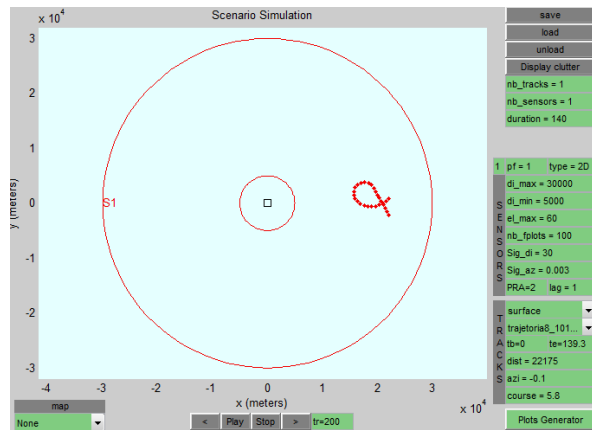 Scenario Simulation
x 10^4
3
2
1
0
-1
-2
-3
y (meters)
-4 -3 -2 -1 0 1 2 3 4
x (meters)
x 10^4
S1
map
None
< Play Stop > tr=200
save
load
unload
Display clutter
nb_tracks = 1
nb_sensors = 1
duration = 140
1 pf = 1 type = 2D
SENSORS
di_max = 30000
di_min = 5000
el_max = 60
nb_fplots = 100
Sig_di = 30
Sig_az = 0.003
PRA=2 lag = 1
TRACKS
surface
trajetoria8_101...
tb=0 te=139.3
dist = 22175
azi = -0.1
course = 5.8
Plots Generator